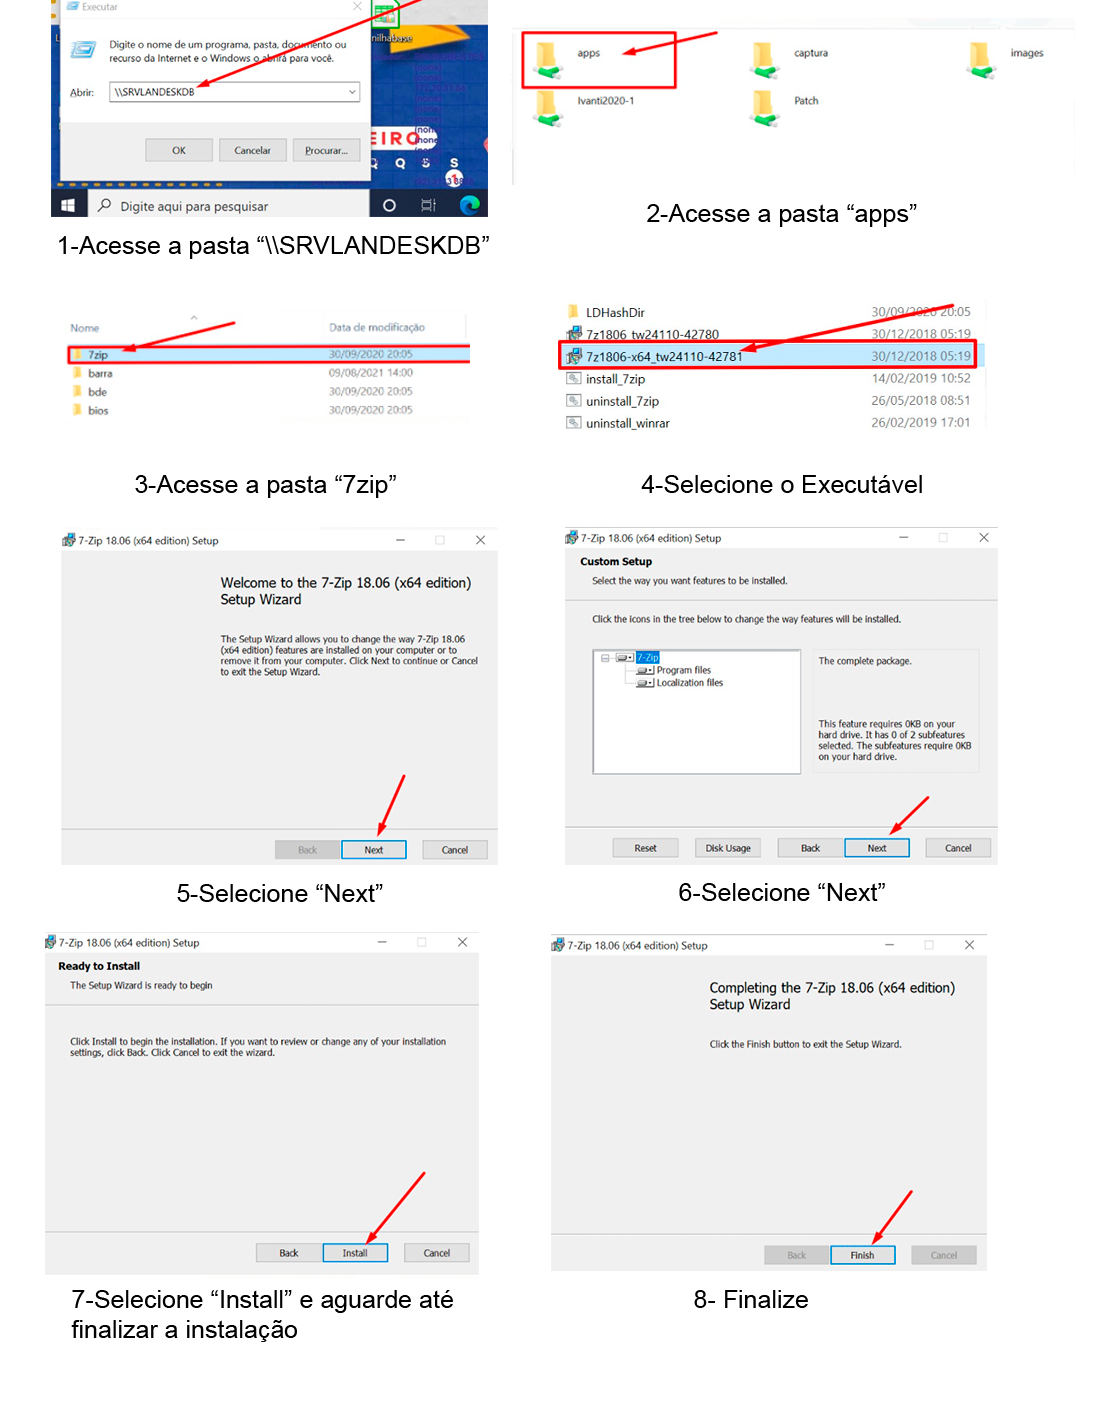 Executar
Digite o nome de um programa, pasta, documento ou
recurso da Internet e o Windows o abrirá para você.
Abrir:
\\SRVLANDESKDB
OK
Cancelar
Procurar...
nilhabase
EIRO
Q Q S S
1
Digite aqui para pesquisar
1-Acesse a pasta “\\SRVLANDESKDB”
apps
captura
images
Ivanti2020-1
Patch
2-Acesse a pasta “apps”
Nome Data de modificação
7zip 30/09/2020 20:05
barra 09/08/2021 14:00
bde 30/09/2020 20:05
bios 30/09/2020 20:05
3-Acesse a pasta “7zip”
LDHashDir 30/09/2020 20:05
7z1806_tw24110-42780 30/12/2018 05:19
7z1806-x64_tw24110-42781 30/12/2018 05:19
install_7zip 14/02/2019 10:52
uninstall_7zip 26/05/2018 08:51
uninstall_winrar 26/02/2019 17:01
4-Selecione o Executável
7-Zip 18.06 (x64 edition) Setup
Welcome to the 7-Zip 18.06 (x64 edition)
Setup Wizard
The Setup Wizard allows you to change the way 7-Zip 18.06
(x64 edition) features are installed on your computer or to
remove it from your computer. Click Next to continue or Cancel
to exit the Setup Wizard.
Back
Next
Cancel
5-Selecione “Next”
7-Zip 18.06 (x64 edition) Setup
Custom Setup
Select the way you want features to be installed.
Click the icons in the tree below to change the way features will be installed.
7-Zip
Program files
Localization files
The complete package.
This feature requires 0KB on your
hard drive. It has 0 of 2 subfeatures
selected. The subfeatures require 0KB
on your hard drive.
Reset
Disk Usage
Back
Next
Cancel
6-Selecione “Next”
7-Zip 18.06 (x64 edition) Setup
Ready to Install
The Setup Wizard is ready to begin
Click Install to begin the installation. If you want to review or change any of your installation
settings, click Back. Click Cancel to exit the wizard.
Back
Install
Cancel
7-Selecione “Install” e aguarde até
finalizar a instalação
7-Zip 18.06 (x64 edition) Setup
Completing the 7-Zip 18.06 (x64 edition)
Setup Wizard
Click the Finish button to exit the Setup Wizard.
Back
Finish
Cancel
8- Finalize